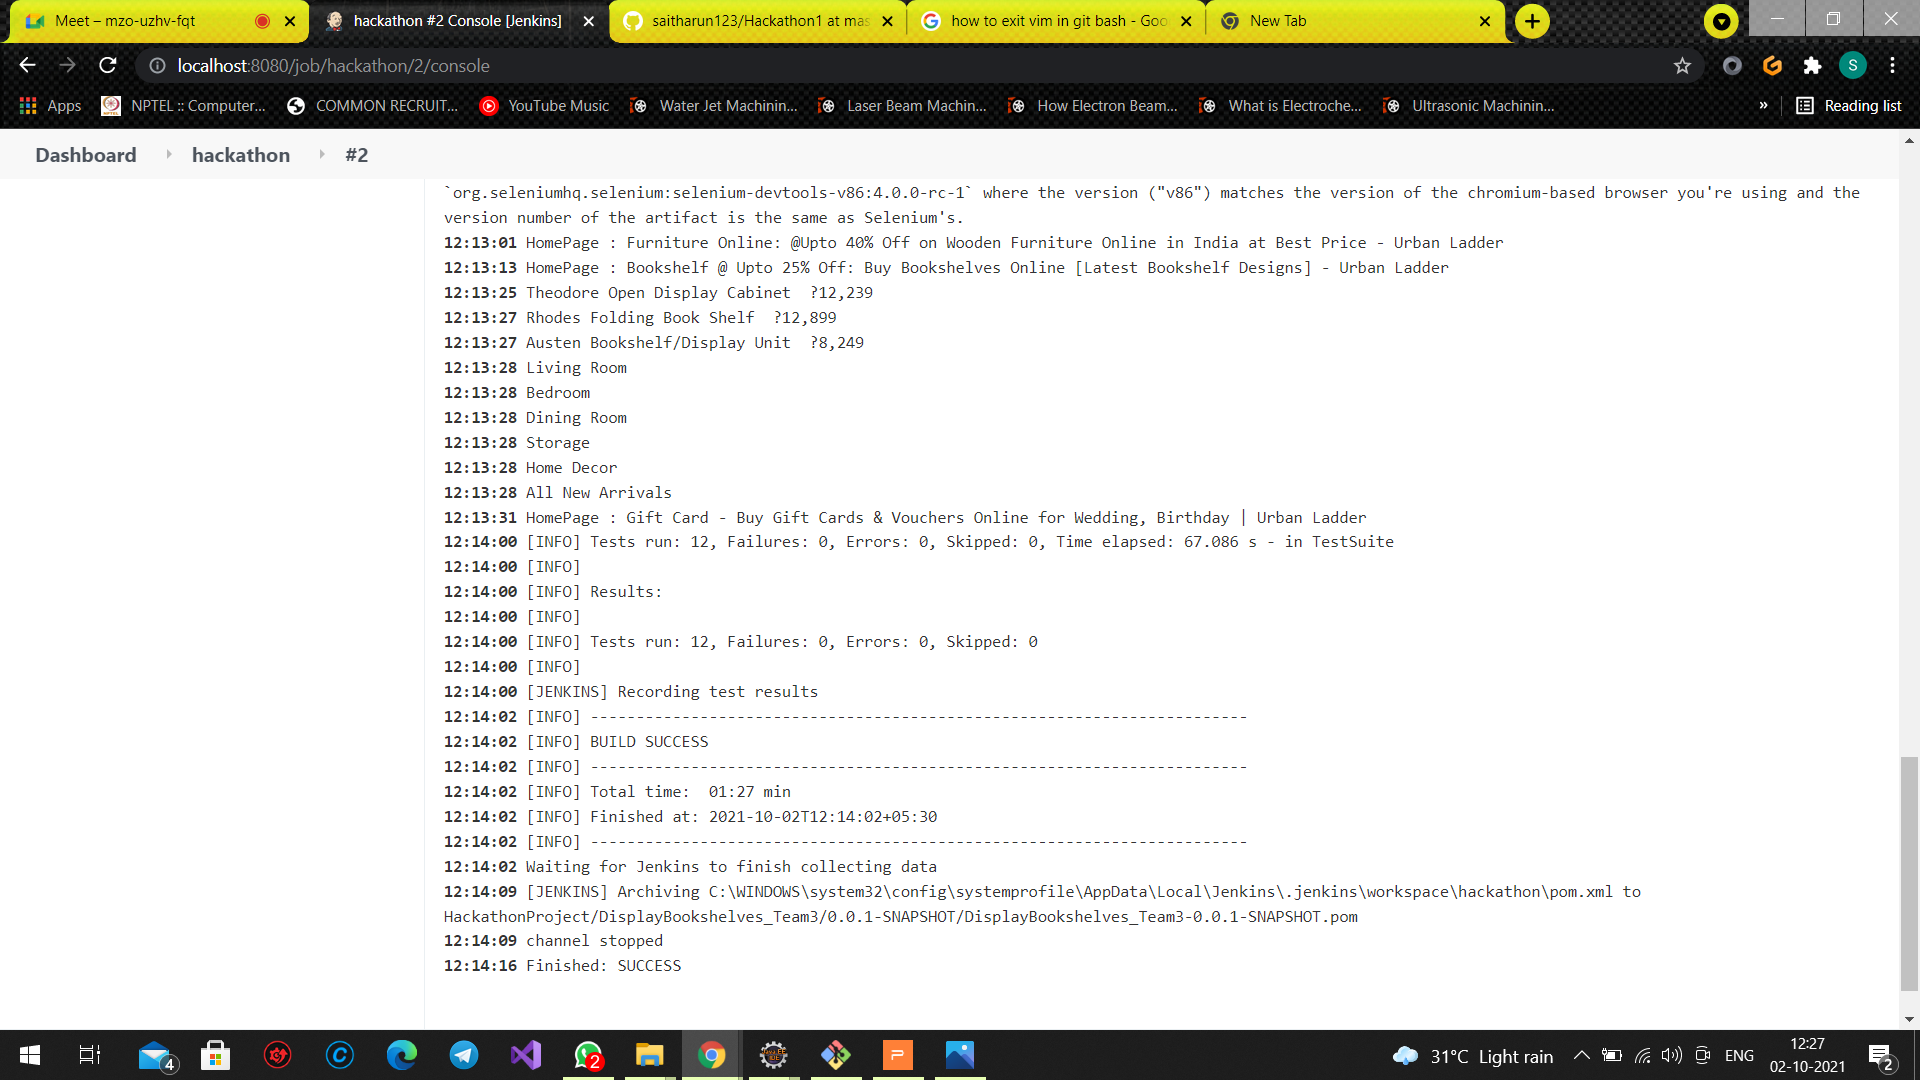 Meet – mzo-uzhv-fqt
hackathon #2 Console [Jenkins]
saitharun123/Hackathon1 at mas
how to exit vim in git bash - Goo
New Tab
localhost:8080/job/hackathon/2/console
S
Apps
NPTEL :: Computer...
COMMON RECRUIT...
YouTube Music
Water Jet Machinin...
Laser Beam Machin...
How Electron Beam...
What is Electroche...
Ultrasonic Machinin...
»
Reading list
Dashboard
hackathon
#2
`org.seleniumhq.selenium:selenium-devtools-v86:4.0.0-rc-1` where the version ("v86") matches the version of the chromium-based browser you're using and the
version number of the artifact is the same as Selenium's.
12:13:01 HomePage : Furniture Online: @Upto 40% Off on Wooden Furniture Online in India at Best Price - Urban Ladder
12:13:13 HomePage : Bookshelf @ Upto 25% Off: Buy Bookshelves Online [Latest Bookshelf Designs] - Urban Ladder
12:13:25 Theodore Open Display Cabinet  ?12,239
12:13:27 Rhodes Folding Book Shelf  ?12,899
12:13:27 Austen Bookshelf/Display Unit  ?8,249
12:13:28 Living Room
12:13:28 Bedroom
12:13:28 Dining Room
12:13:28 Storage
12:13:28 Home Decor
12:13:28 All New Arrivals
12:13:31 HomePage : Gift Card - Buy Gift Cards & Vouchers Online for Wedding, Birthday | Urban Ladder
12:14:00 [INFO] Tests run: 12, Failures: 0, Errors: 0, Skipped: 0, Time elapsed: 67.086 s - in TestSuite
12:14:00 [INFO]
12:14:00 [INFO] Results:
12:14:00 [INFO]
12:14:00 [INFO] Tests run: 12, Failures: 0, Errors: 0, Skipped: 0
12:14:00 [INFO]
12:14:00 [JENKINS] Recording test results
12:14:02 [INFO] ------------------------------------------------------------------------
12:14:02 [INFO] BUILD SUCCESS
12:14:02 [INFO] ------------------------------------------------------------------------
12:14:02 [INFO] Total time:  01:27 min
12:14:02 [INFO] Finished at: 2021-10-02T12:14:02+05:30
12:14:02 [INFO] ------------------------------------------------------------------------
12:14:02 Waiting for Jenkins to finish collecting data
12:14:09 [JENKINS] Archiving C:\WINDOWS\system32\config\systemprofile\AppData\Local\Jenkins\.jenkins\workspace\hackathon\pom.xml to
HackathonProject/DisplayBookshelves_Team3/0.0.1-SNAPSHOT/DisplayBookshelves_Team3-0.0.1-SNAPSHOT.pom
12:14:09 channel stopped
12:14:16 Finished: SUCCESS
4
2
31°C Light rain
ENG
12:27
02-10-2021
2